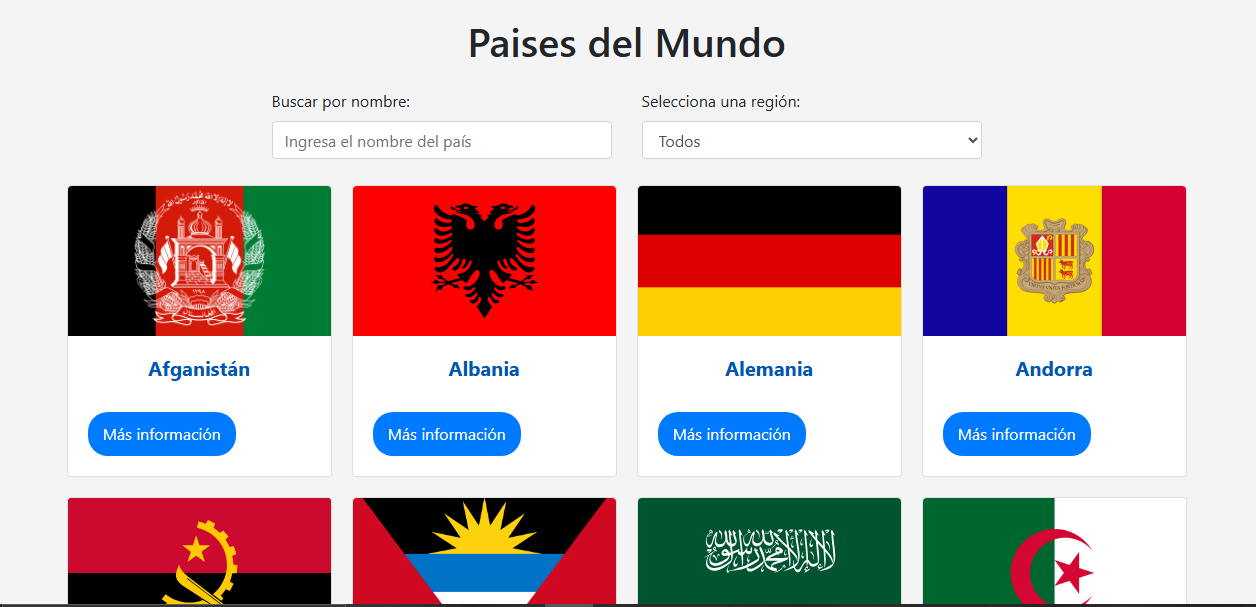 Paises del Mundo
Buscar por nombre:
Selecciona una región:
Ingresa el nombre del país
Todos
Afganistán
Albania
Alemania
Andorra
Más información
Más información
Más información
Más información